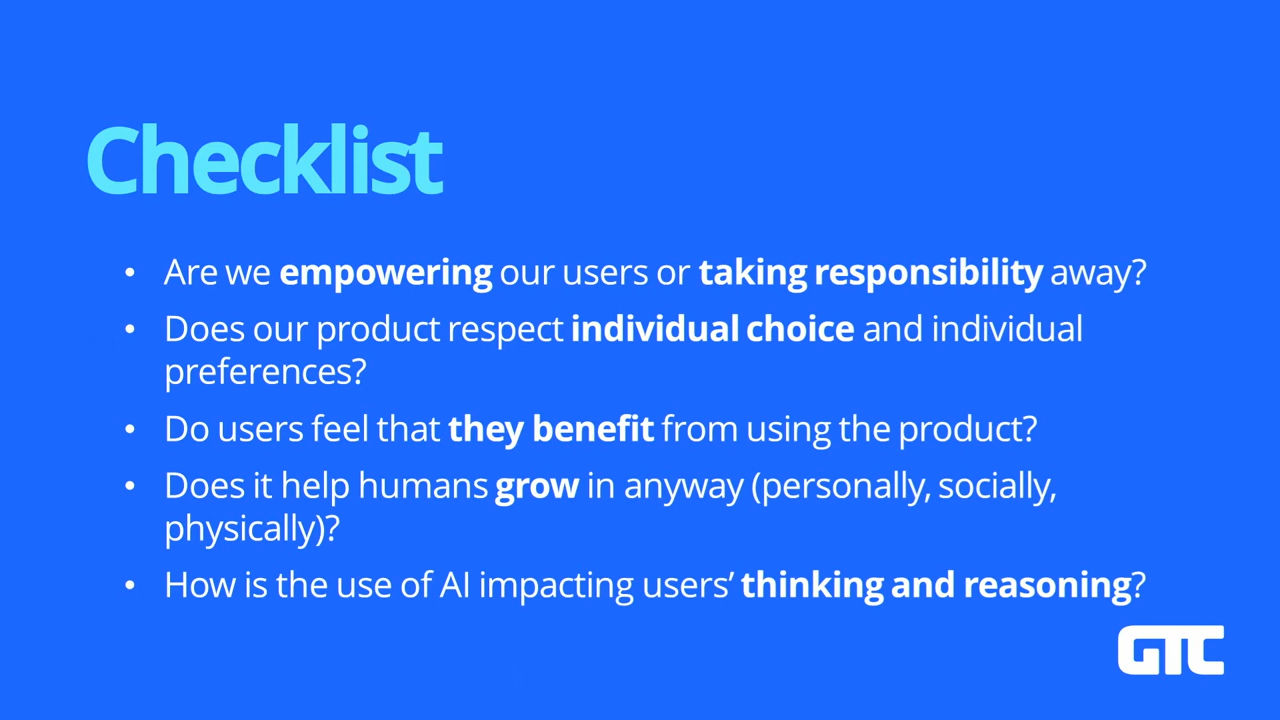 Checklist
• Are we empowering our users or taking responsibility away?
• Does our product respect individual choice and individual
preferences?
• Do users feel that they benefit from using the product?
• Does it help humans grow in anyway (personally, socially,
physically)?
• How is the use of AI impacting users’ thinking and reasoning?
GTC